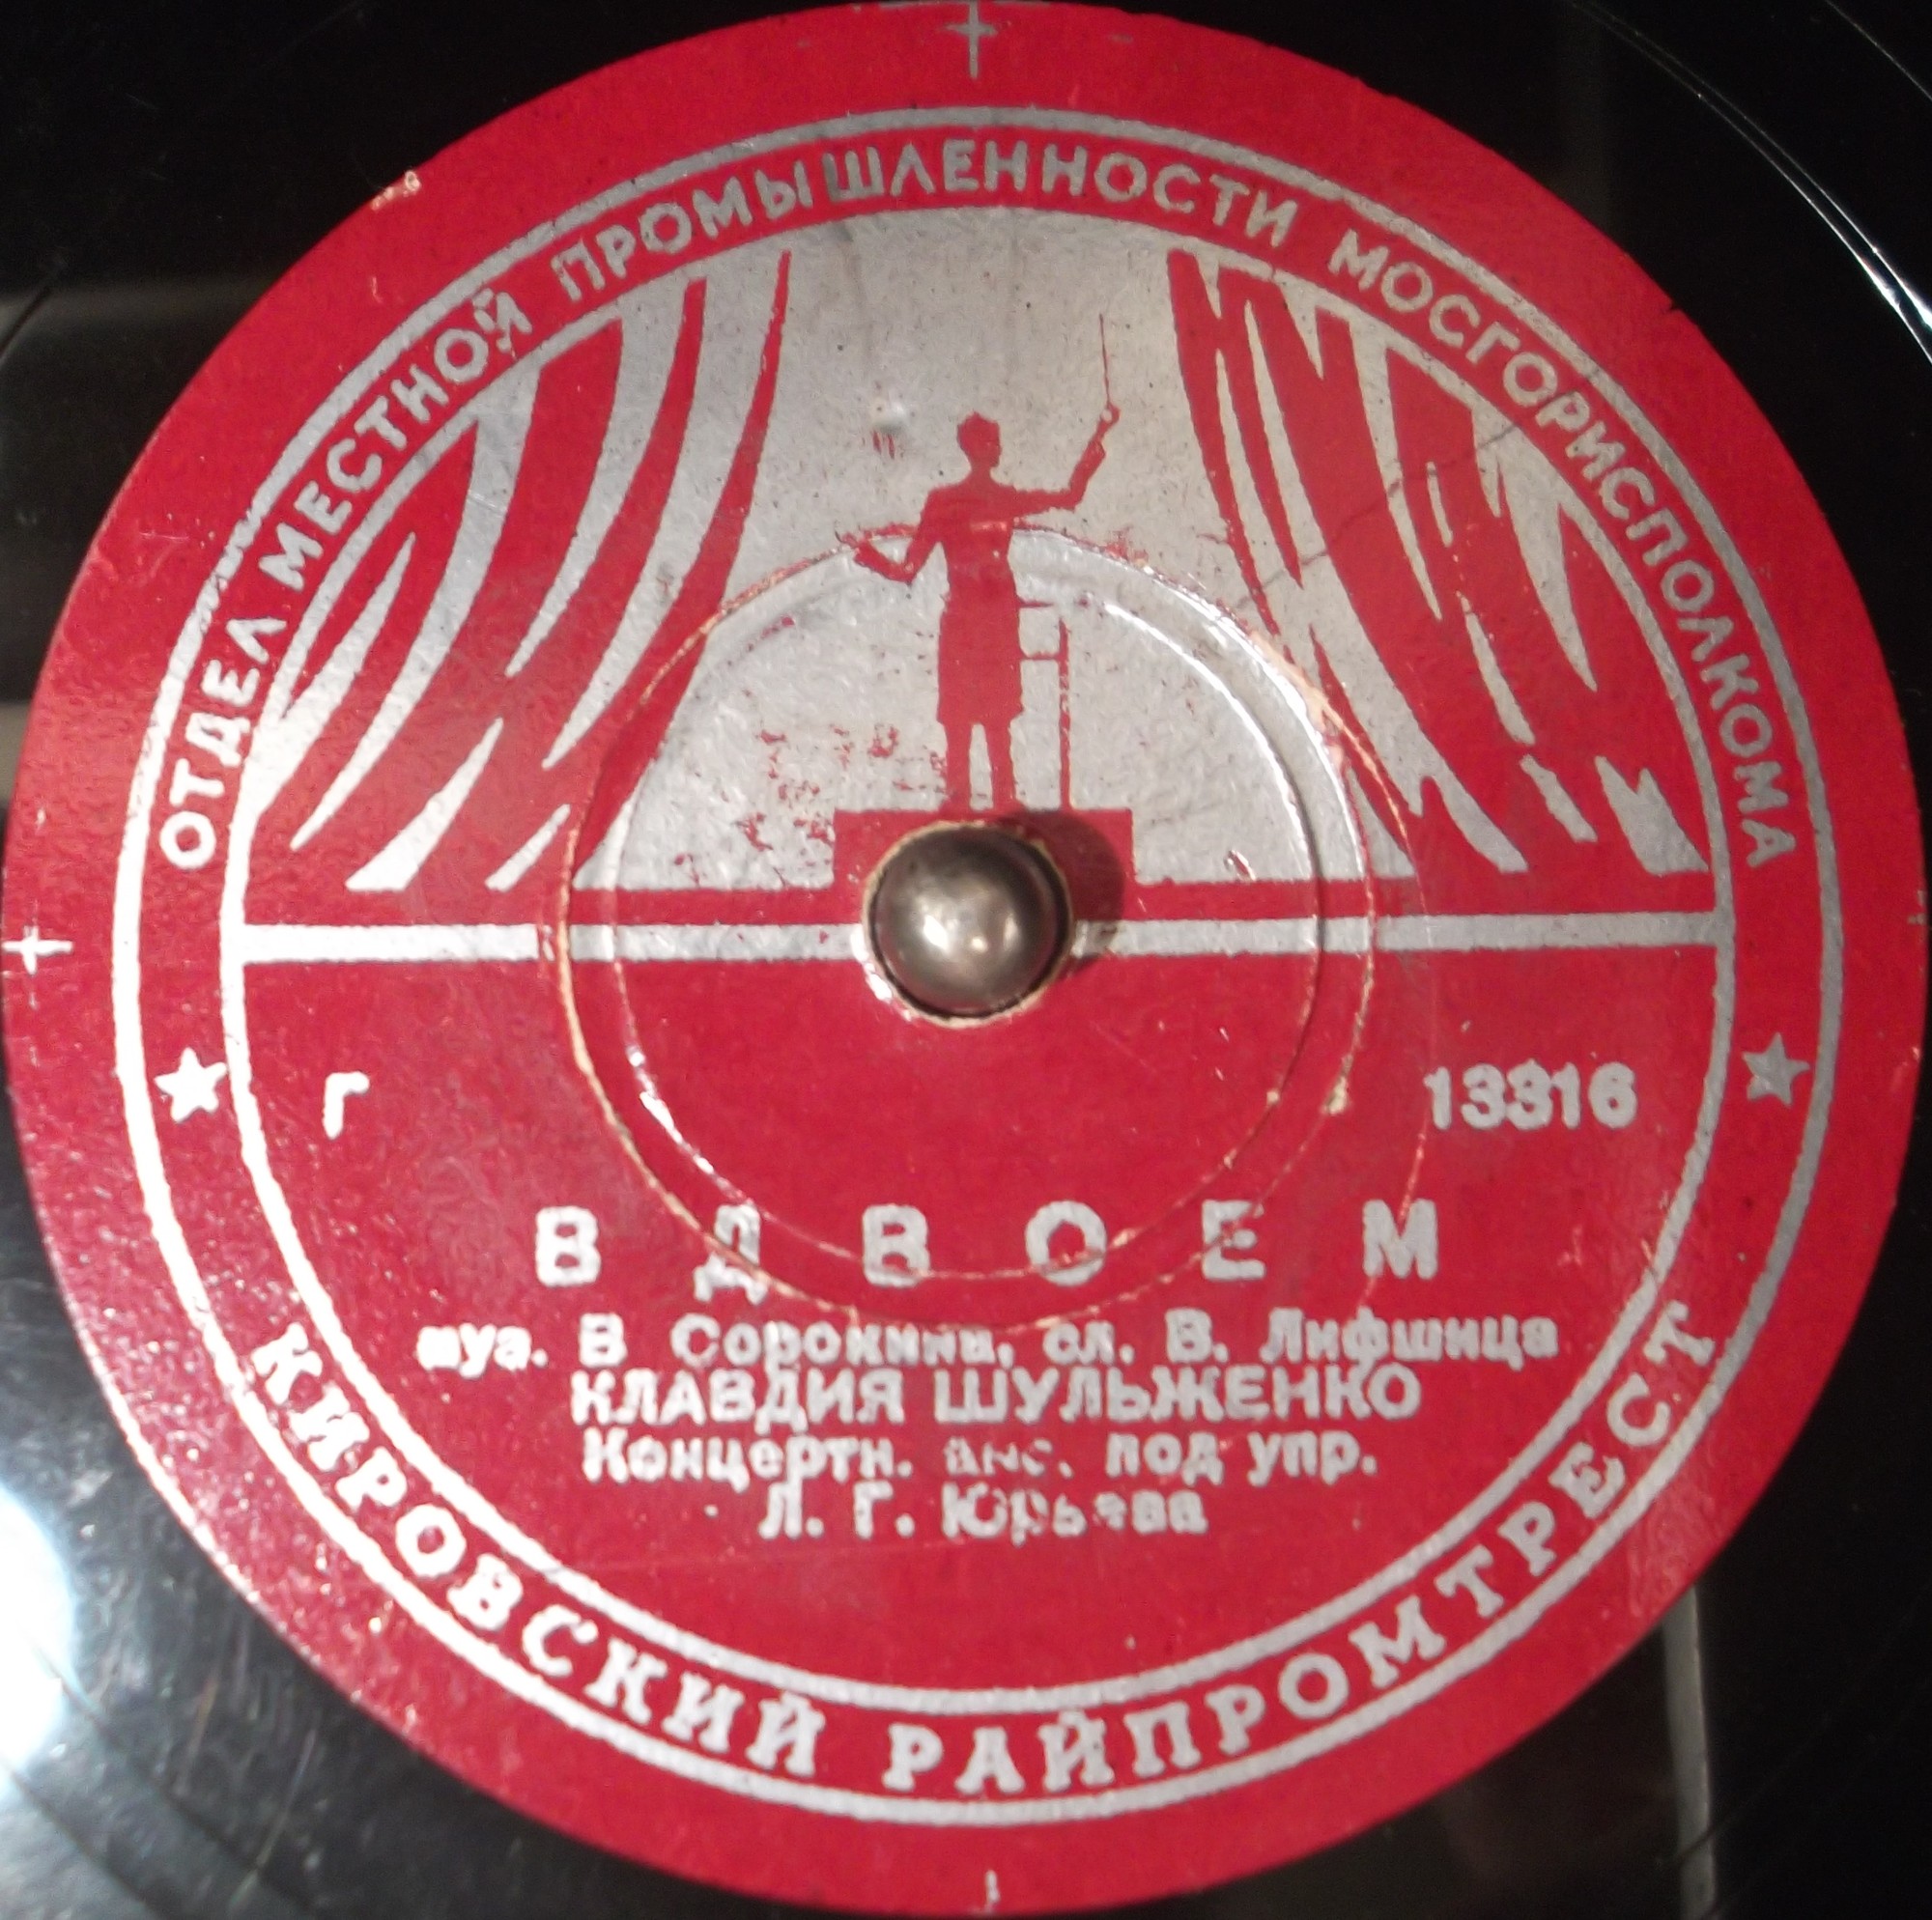 ОТДЕЛ МЕСТНОЙ ПРОМЫШЛЕННОСТИ МОСГОРИСПОЛКОМА
Г 13316
ВДВОЕМ
муз. В Сорокина, сл. В. Лифшица
КЛАВДИЯ ШУЛЬЖЕНКО
Концертн. анс. под упр.
Л. Г. Юрьева
КИРОВСКИЙ РАЙПРОМТРЕСТ